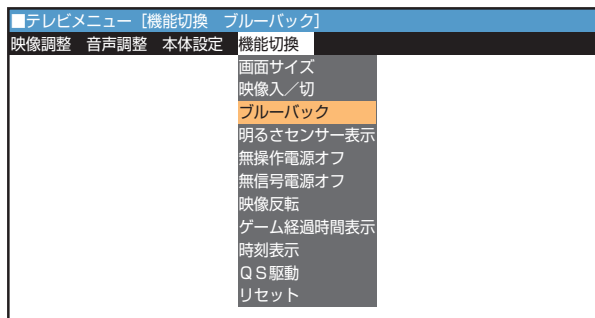 ■テレビメニュー［機能切換　ブルーバック］
映像調整　音声調整　本体設定　機能切換
画面サイズ
映像入／切
ブルーバック
明るさセンサー表示
無操作電源オフ
無信号電源オフ
映像反転
ゲーム経過時間表示
時刻表示
ＱＳ駆動
リセット